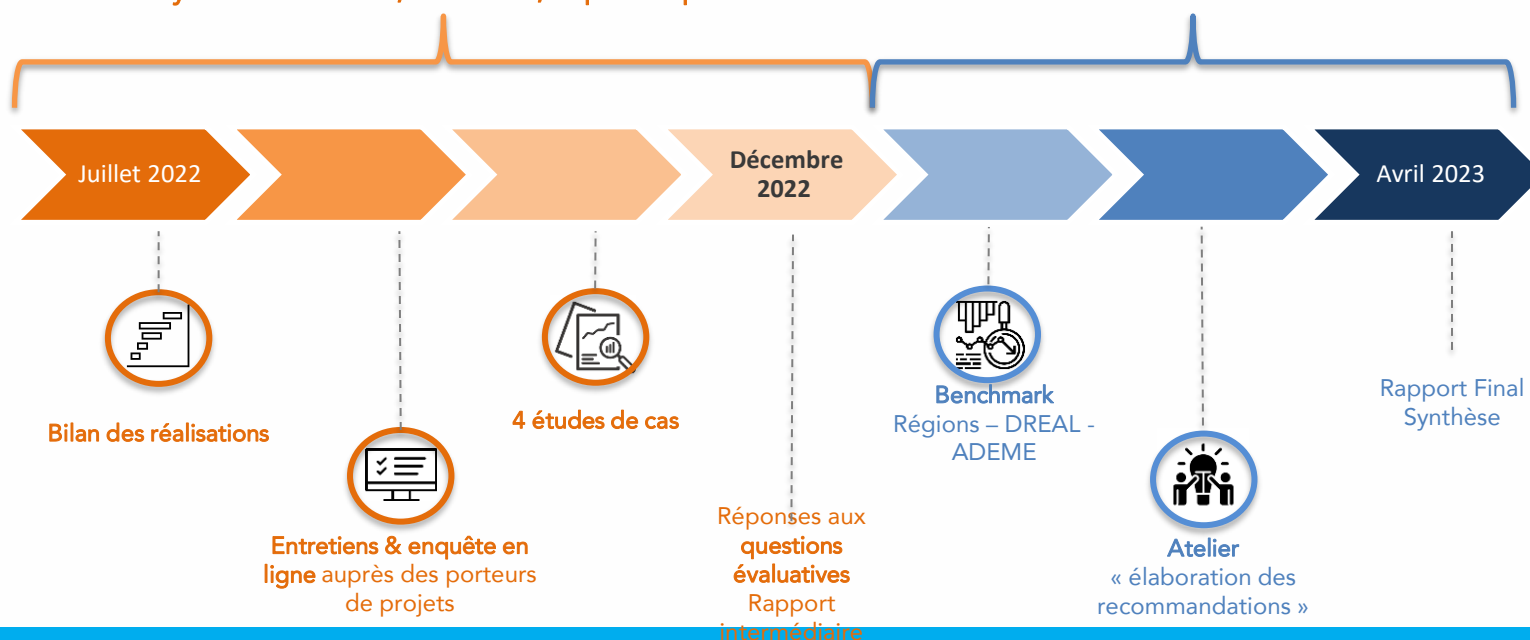 Juillet 2022
Décembre
2022
Avril 2023
Bilan des réalisations
Entretiens & enquête en
ligne auprès des porteurs
de projets
4 études de cas
Réponses aux
questions
évaluatives
Rapport
intermédiaire
Benchmark
Régions – DREAL -
ADEME
Atelier
« élaboration des
recommandations »
Rapport Final
Synthèse